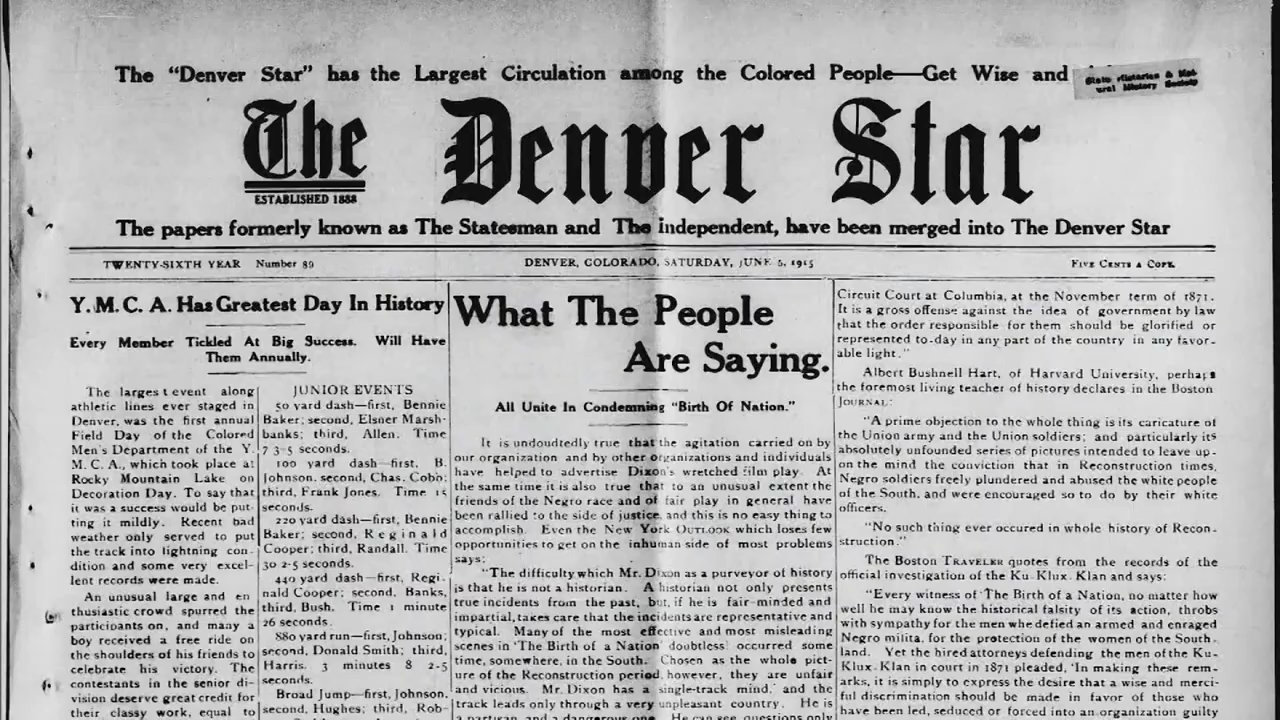 The "Denver Star" has the Largest Circulation among the Colored People—Get Wise and
State Historical & Nat
ural History Society
The Denver Star
ESTABLISHED 1888
The papers formerly known as The Statesman and The independent, have been merged into The Denver Star
TWENTY-SIXTH YEAR Number 89
DENVER, COLORADO, SATURDAY, JUNE 5, 1915
FIVE CENTS A COPY.
Y. M. C. A. Has Greatest Day In History
Every Member Tickled At Big Success. Will Have
Them Annually.
The larges t event along
athletic lines ever staged in
Denver, was the first annual
Field Day of the Colored
Men's Department of the Y.
M. C. A., which took place at
Rocky Mountain Lake on
Decoration Day. To say that
it was a success would be put-
ting it mildly. Recent bad
weather only served to put
the track into lightning con-
dition and some very excel-
lent records were made.
An unusual large and en
thusiastic crowd spurred the
participants on, and many a
boy received a free ride on
the shoulders of his friends to
celebrate his victory. The
contestants in the senior di-
vision deserve great credit for
their classy work, equal to
JUNIOR EVENTS
50 yard dash—first, Bennie
Baker; second, Elsner Marsh-
banks; third, Allen. Time
7 3-5 seconds.
100 yard dash—first, B.
Johnson. second, Chas. Cobb;
third, Frank Jones. Time 15
seconds.
220 yard dash—first, Bennie
Baker; second, Reginald
Cooper; third, Randall. Time
30 2-5 seconds.
440 yard dash—first, Regi-
nald Cooper; second, Banks,
third, Bush. Time 1 minute
26 seconds.
880 yard run—first, Johnson;
second, Donald Smith; third,
Harris. 3 minutes 8 2-5
seconds.
Broad Jump—first, Johnson.
second, Hughes; third, Rob-
What The People
Are Saying.
All Unite In Condemning "Birth Of Nation."
It is undoubtedly true that the agitation carried on by
our organization and by other organizations and individuals
have helped to advertise Dixon's wretched film play. At
the same time it is also true that to an unusual extent the
friends of the Negro race and of fair play in general have
been rallied to the side of justice, and this is no easy thing to
accomplish. Even the New York OUTLOOK which loses few
opportunities to get on the inhuman side of most problems
says:
"The difficulty which Mr. Dixon as a purveyor of history
is that he is not a historian. A historian not only presents
true incidents from the past, but, if he is fair-minded and
impartial, takes care that the incidents are representative and
typical. Many of the most effective and most misleading
scenes in 'The Birth of a Nation' doubtless occurred some
time, somewhere, in the South. Chosen as the whole pict-
ure of the Reconstruction period, however, they are unfair
and vicious. Mr. Dixon has a 'single-track mind,' and the
track leads only through a very unpleasant country. He is
a partisan, and a dangerous one. He can see questions only
Circuit Court at Columbia, at the November term of 1871.
It is a gross offense against the idea of government by law
that the order responsible for them should be glorified or
represented to-day in any part of the country in any favor-
able light."
Albert Bushnell Hart, of Harvard University, perhaps
the foremost living teacher of history declares in the Boston
JOURNAL:
"A prime objection to the whole thing is its caricature of
the Union army and the Union soldiers; and particularly its
absolutely unfounded series of pictures intended to leave up-
on the mind the conviction that in Reconstruction times,
Negro soldiers freely plundered and abused the white people
of the South, and were encouraged so to do by their white
officers.
"No such thing ever occured in whole history of Recon-
struction."
The Boston TRAVELER quotes from the records of the
official investigation of the Ku-Klux-Klan and says:
"Every witness of 'The Birth of a Nation, no matter how
well he may know the historical falsity of its action, throbs
with sympathy for the men who defied an armed and enraged
Negro milita, for the protection of the women of the South-
land. Yet the hired attorneys defending the men of the Ku-
Klux-Klan in court in 1871 pleaded, 'In making these rem-
arks, it is simply to express the desire that a wise and merci-
ful discrimination should be made in favor of those who
have been led, seduced or forced into an organization guilty